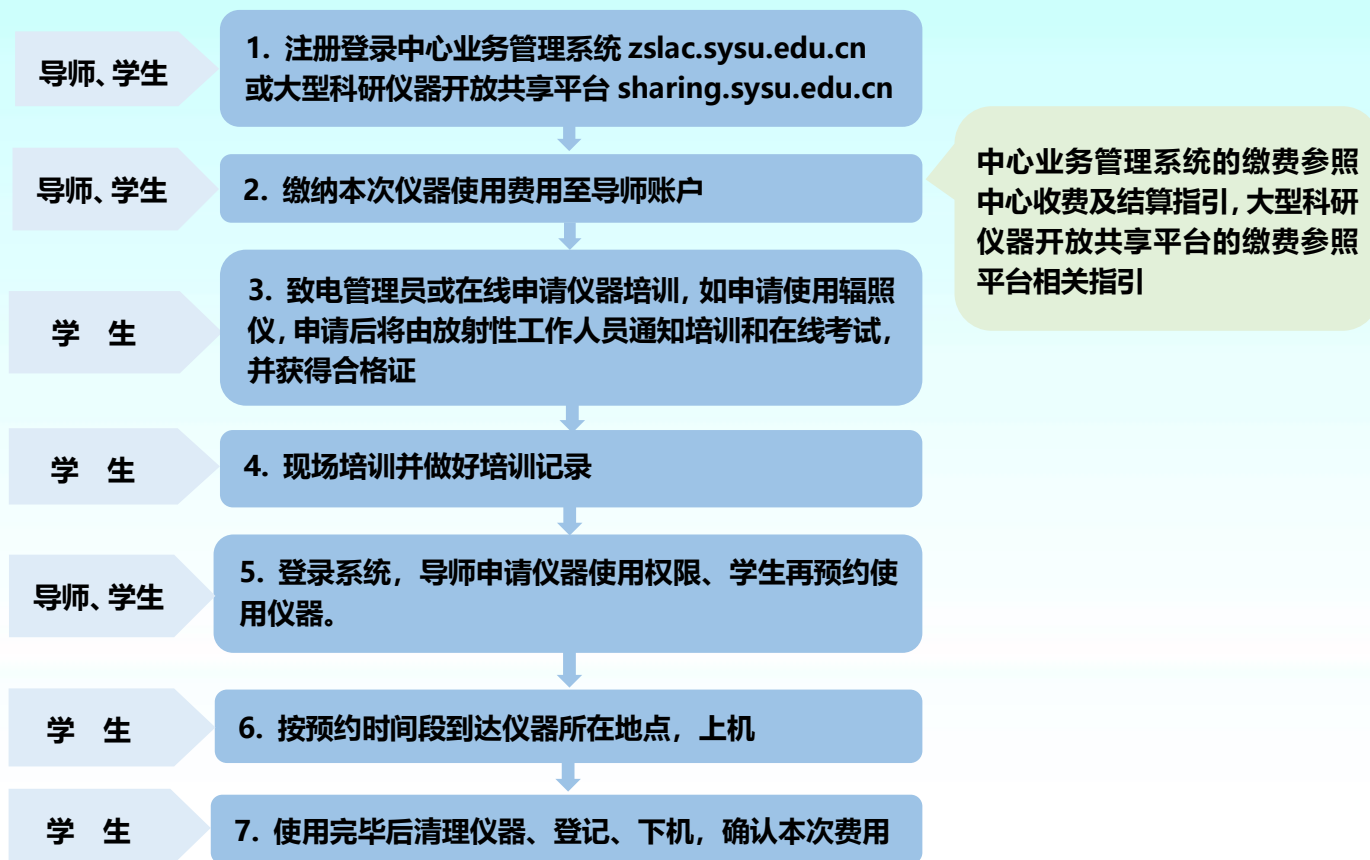 导师、学生
1. 注册登录中心业务管理系统 zslac.sysu.edu.cn
或大型科研仪器开放共享平台 sharing.sysu.edu.cn
导师、学生
2. 缴纳本次仪器使用费用至导师账户
中心业务管理系统的缴费参照
中心收费及结算指引，大型科研
仪器开放共享平台的缴费参照
平台相关指引
学 生
3. 致电管理员或在线申请仪器培训，如申请使用辐照
仪，申请后将由放射性工作人员通知培训和在线考试，
并获得合格证
学 生
4. 现场培训并做好培训记录
导师、学生
5. 登录系统，导师申请仪器使用权限、学生再预约使
用仪器。
学 生
6. 按预约时间段到达仪器所在地点，上机
学 生
7. 使用完毕后清理仪器、登记、下机，确认本次费用